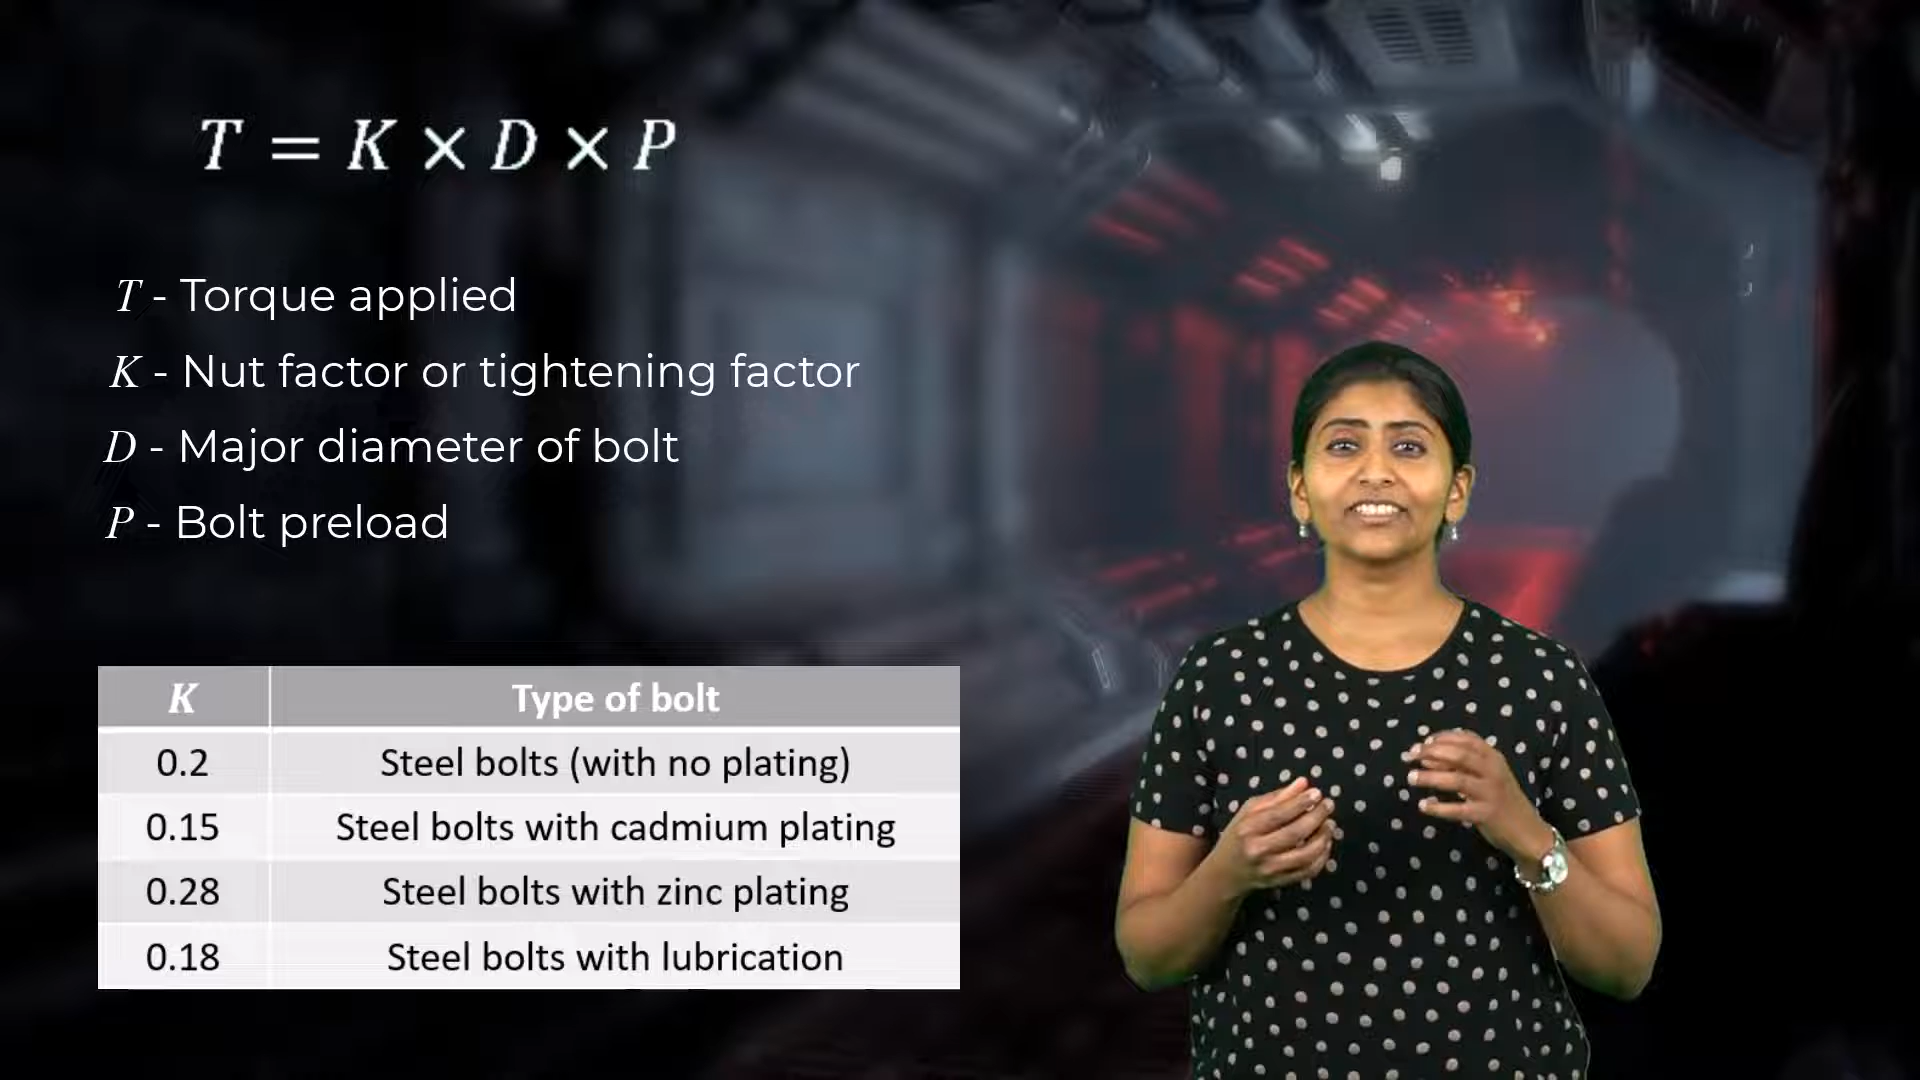 T = K × D × P
T - Torque applied
K - Nut factor or tightening factor
D - Major diameter of bolt
P - Bolt preload
K Type of bolt
0.2 Steel bolts (with no plating)
0.15 Steel bolts with cadmium plating
0.28 Steel bolts with zinc plating
0.18 Steel bolts with lubrication